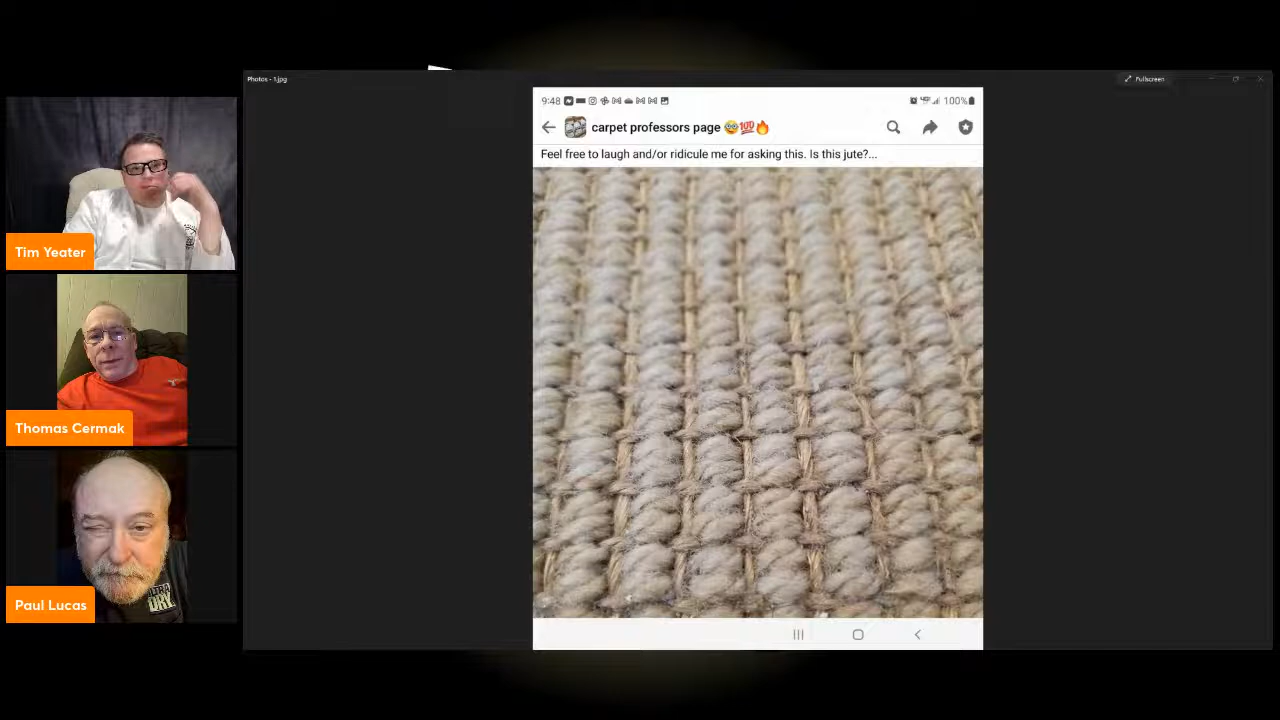 Photos - 1.jpg
Fullscreen
9:48
100%
carpet professors page 🤓💯🔥
Feel free to laugh and/or ridicule me for asking this. Is this jute?...
Tim Yeater
Thomas Cermak
Paul Lucas
DRY